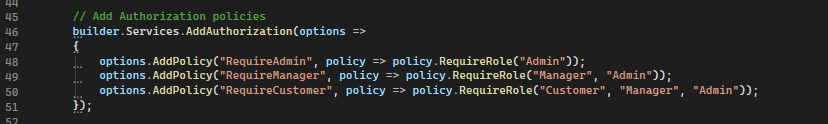 44
45 // Add Authorization policies
46 builder.Services.AddAuthorization(options =>
47 {
48 options.AddPolicy("RequireAdmin", policy => policy.RequireRole("Admin"));
49 options.AddPolicy("RequireManager", policy => policy.RequireRole("Manager", "Admin"));
50 options.AddPolicy("RequireCustomer", policy => policy.RequireRole("Customer", "Manager", "Admin"));
51 });
52